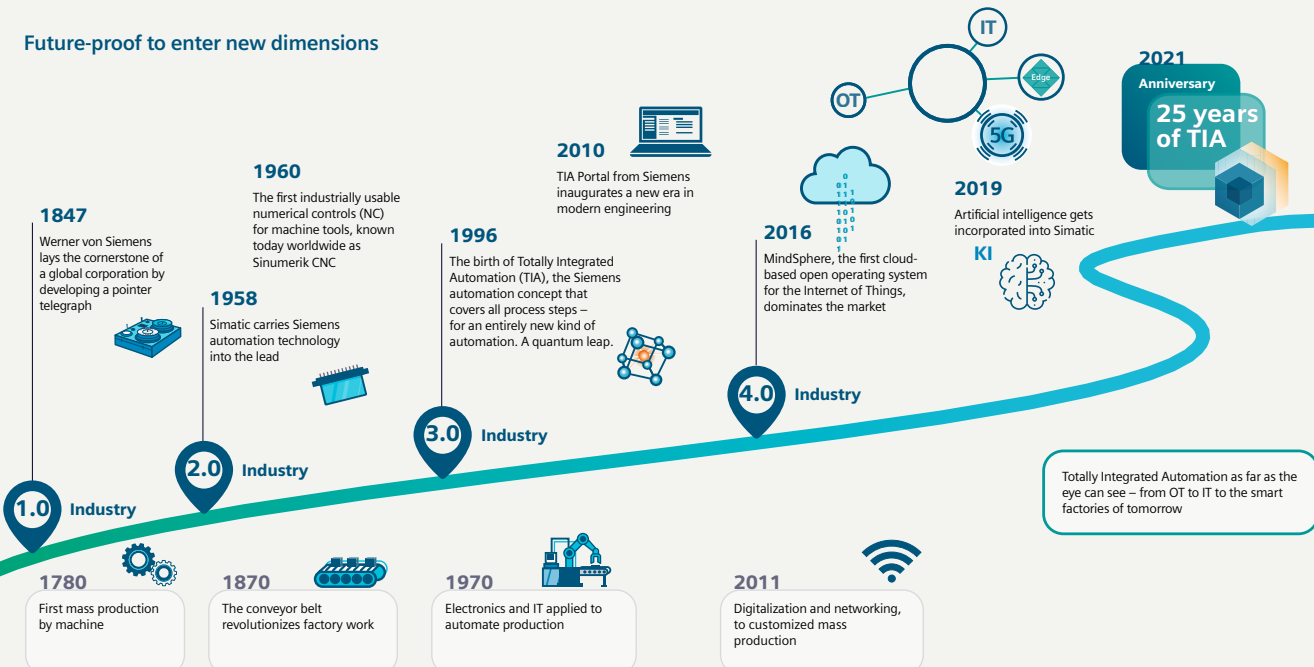 Future-proof to enter new dimensions
1847
Werner von Siemens
lays the cornerstone of
a global corporation by
developing a pointer
telegraph
1958
Simatic carries Siemens
automation technology
into the lead
1960
The first industrially usable
numerical controls (NC)
for machine tools, known
today worldwide as
Sinumerik CNC
1996
The birth of Totally Integrated
Automation (TIA), the Siemens
automation concept that
covers all process steps –
for an entirely new kind of
automation. A quantum leap.
2010
TIA Portal from Siemens
inaugurates a new era in
modern engineering
2016
MindSphere, the first cloud-
based open operating system
for the Internet of Things,
dominates the market
OT
IT
Edge
5G
2019
Artificial intelligence gets
incorporated into Simatic
KI
2021
Anniversary
25 years
of TIA
1.0 Industry
2.0 Industry
3.0 Industry
4.0 Industry
Totally Integrated Automation as far as the
eye can see – from OT to IT to the smart
factories of tomorrow
1780
First mass production
by machine
1870
The conveyor belt
revolutionizes factory work
1970
Electronics and IT applied to
automate production
2011
Digitalization and networking,
to customized mass
production